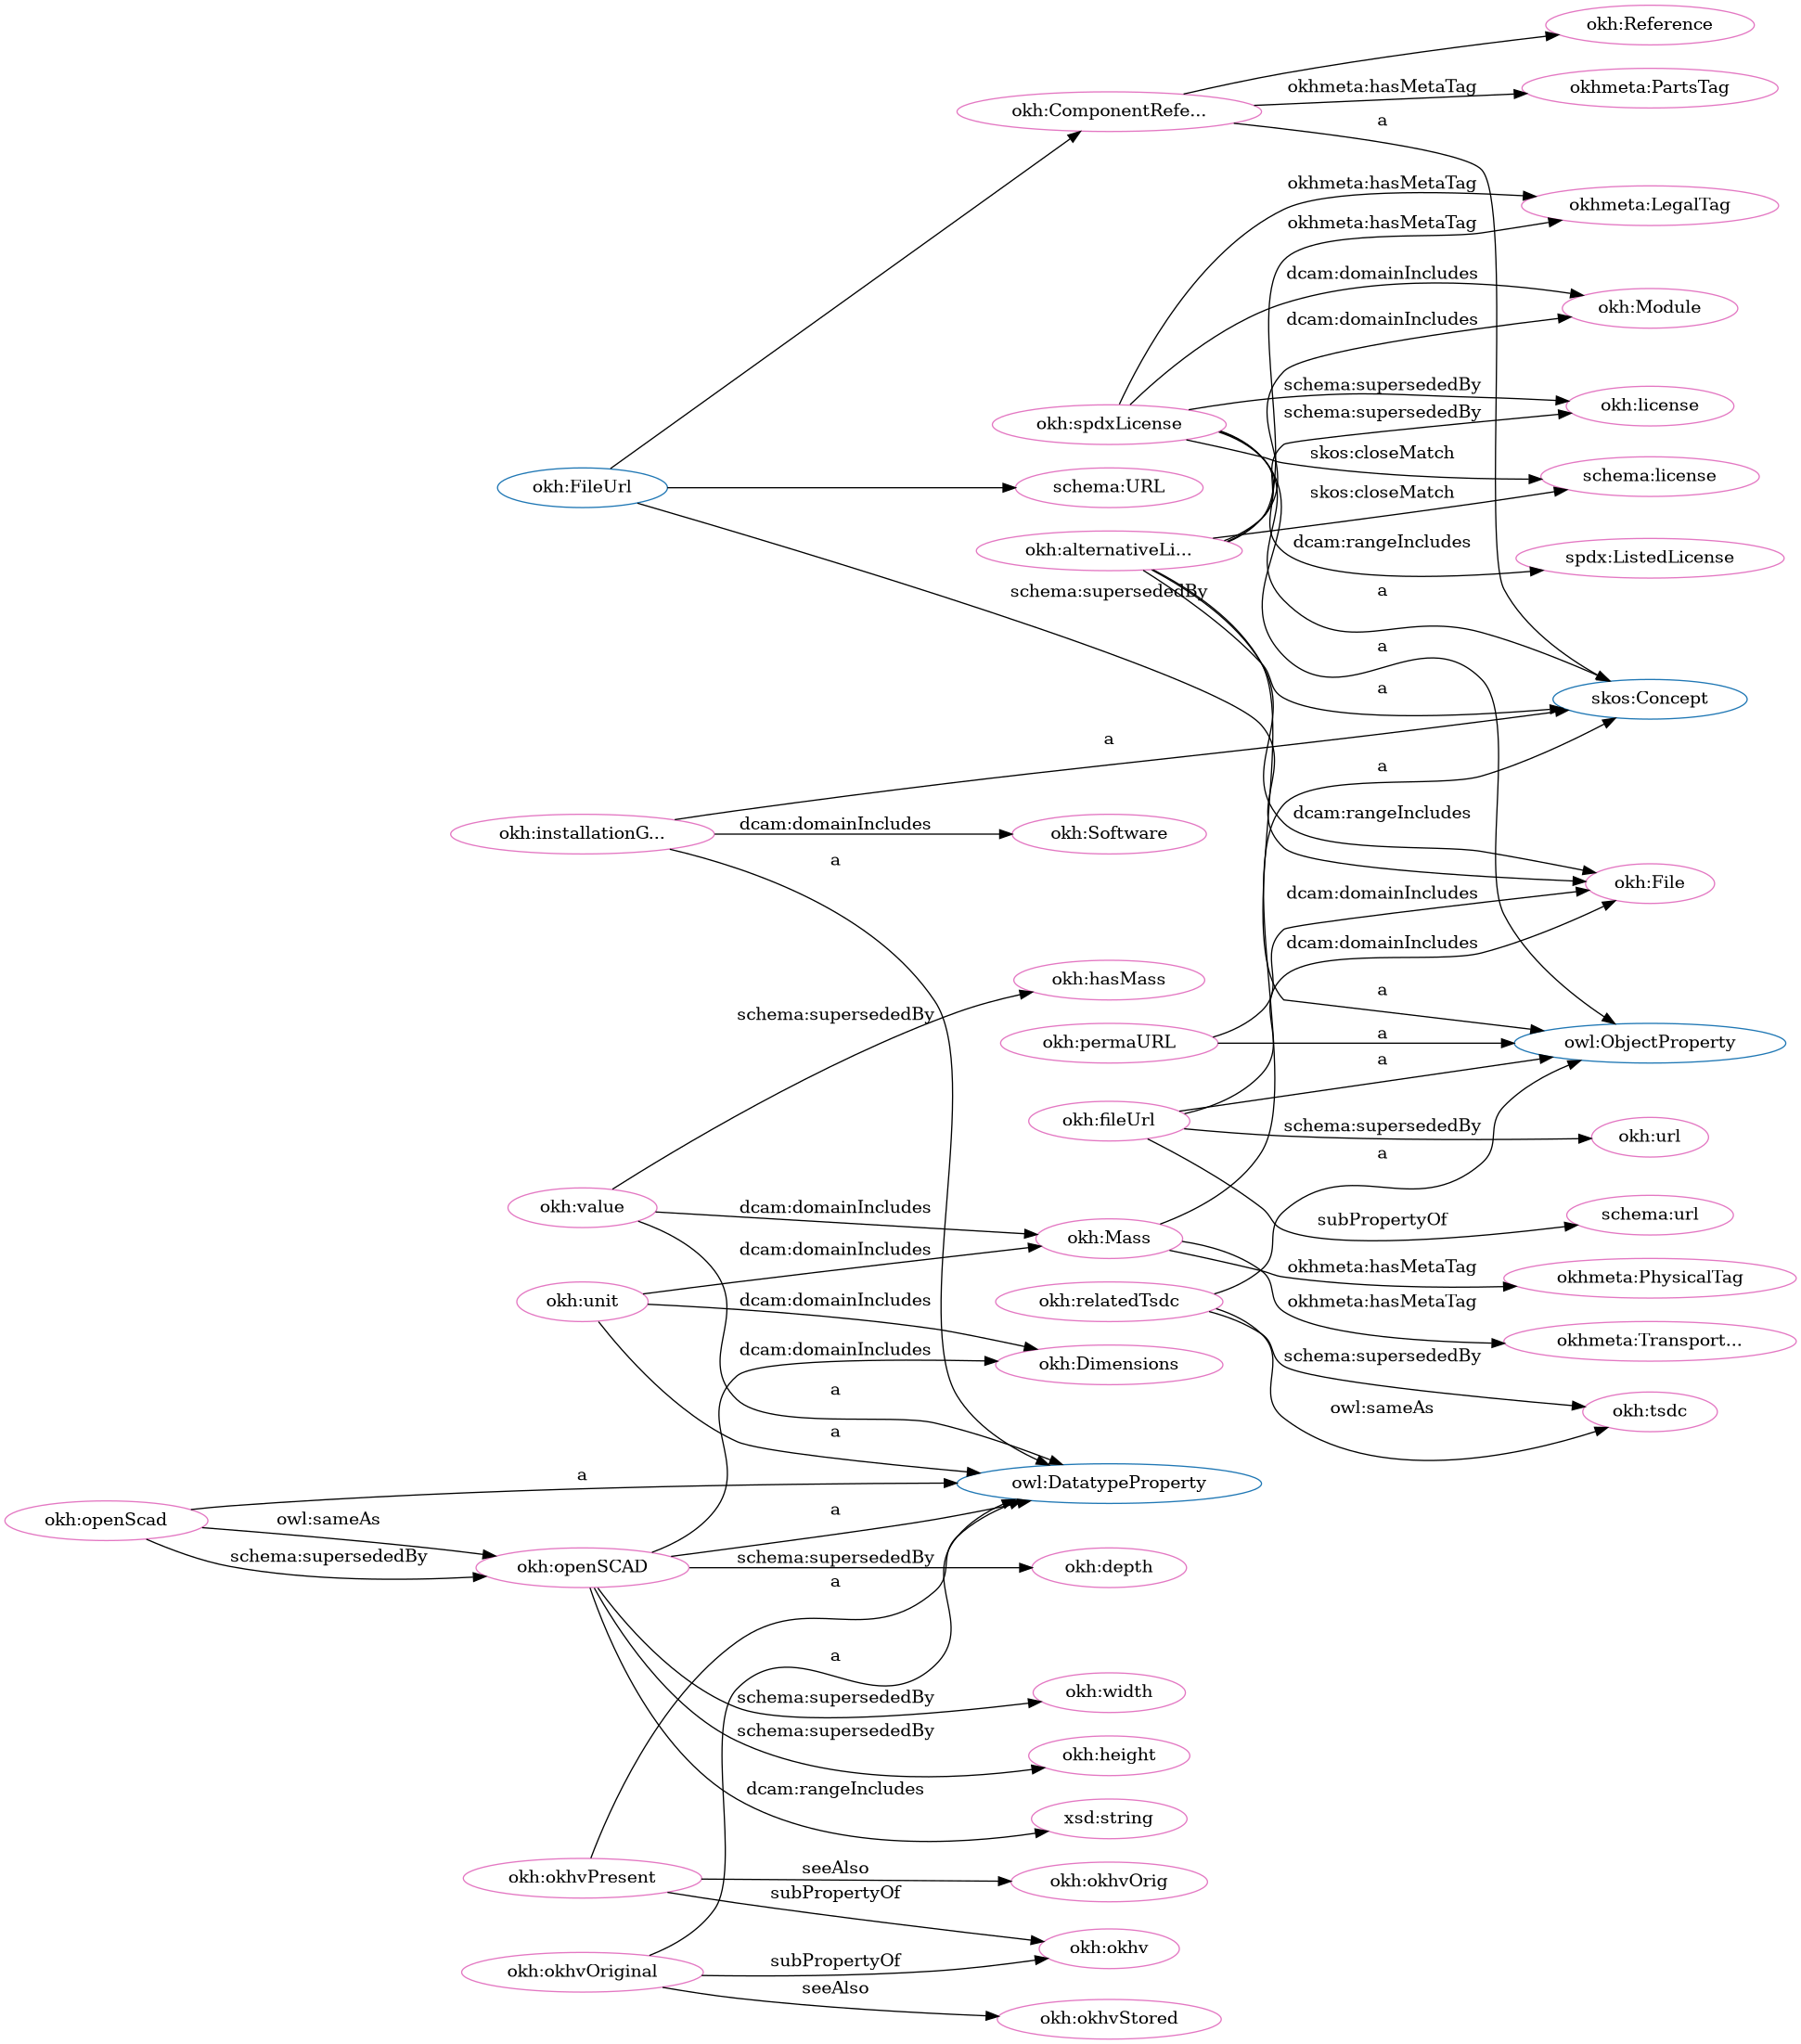 okh:Reference
okhmeta:hasMetaTag
okhmeta:PartsTag
okh:ComponentRefe...
a
okhmeta:hasMetaTag
okhmeta:LegalTag
okhmeta:hasMetaTag
dcam:domainIncludes
okh:Module
dcam:domainIncludes
schema:supersededBy
okh:license
schema:supersededBy
okh:spdxLicense
skos:closeMatch
schema:license
okh:FileUrl
schema:URL
skos:closeMatch
dcam:rangeIncludes
okh:alternativeLi...
spdx:ListedLicense
schema:supersededBy
a
a
a
skos:Concept
a
a
dcam:rangeIncludes
okh:installationG...
dcam:domainIncludes
okh:Software
a
okh:File
dcam:domainIncludes
dcam:domainIncludes
okh:hasMass
a
schema:supersededBy
okh:permaURL
a
owl:ObjectProperty
a
okh:fileUrl
schema:supersededBy
okh:url
a
okh:value
dcam:domainIncludes
subPropertyOf
schema:url
okh:Mass
dcam:domainIncludes
okhmeta:hasMetaTag
okhmeta:PhysicalTag
okh:unit
dcam:domainIncludes
okh:relatedTsdc
okhmeta:hasMetaTag
okhmeta:Transport...
dcam:domainIncludes
okh:Dimensions
schema:supersededBy
a
owl:sameAs
okh:tsdc
a
a
owl:DatatypeProperty
okh:openScad
owl:sameAs
a
schema:supersededBy
okh:openSCAD
schema:supersededBy
okh:depth
a
a
schema:supersededBy
okh:width
schema:supersededBy
okh:height
dcam:rangeIncludes
xsd:string
okh:okhvPresent
seeAlso
okh:okhvOrig
subPropertyOf
okh:okhv
okh:okhvOriginal
subPropertyOf
seeAlso
okh:okhvStored